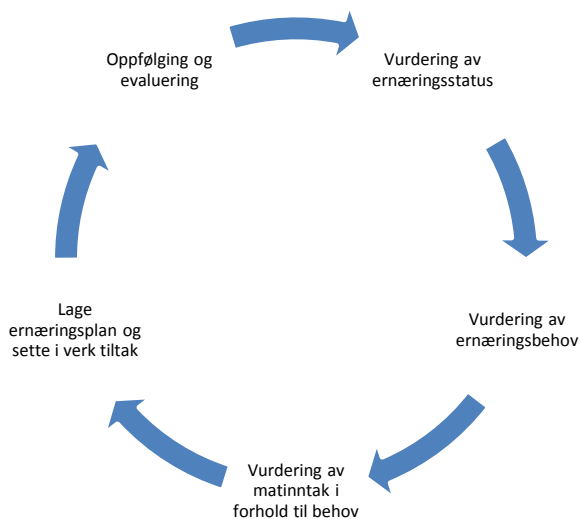 Oppfølging og
evaluering
Vurdering av
ernæringsstatus
Vurdering av
ernæringsbehov
Vurdering av
matinntak i
forhold til behov
Lage
ernæringsplan og
sette i verk tiltak